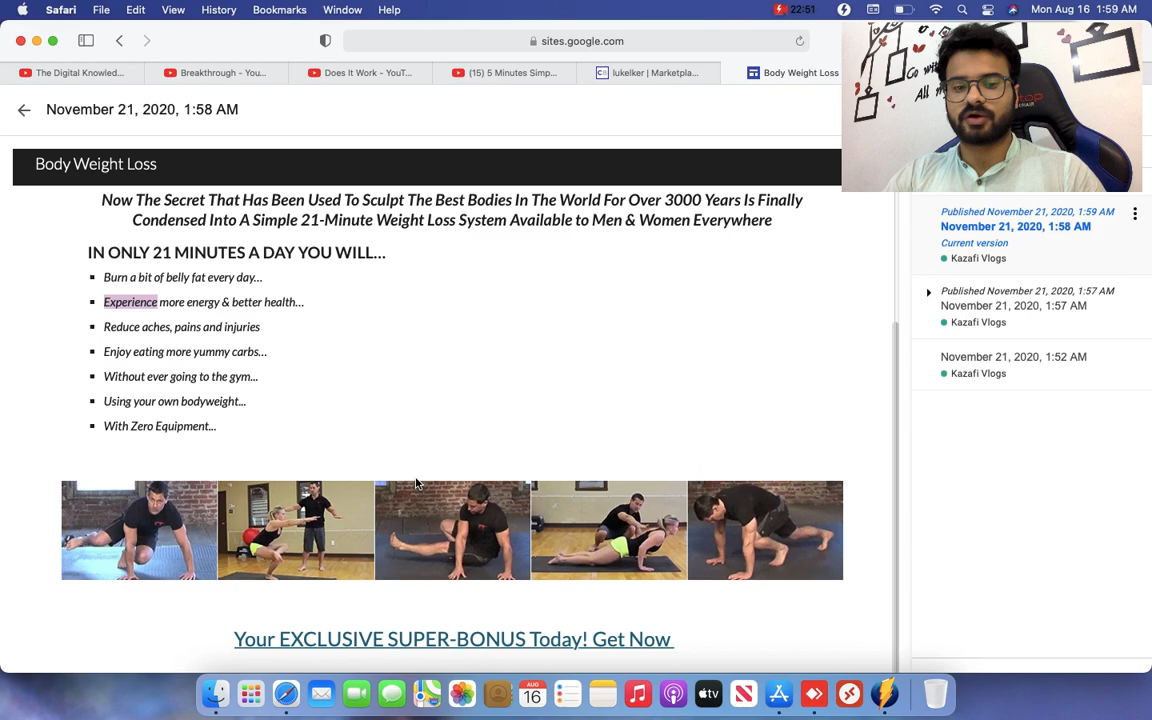 Safari File Edit View History Bookmarks Window Help
22:51
Mon Aug 16 1:59 AM
sites.google.com
The Digital Knowled...
Breakthrough - You...
Does It Work - YouT...
(15) 5 Minutes Simp...
lukelker | Marketpla...
Body Weight Loss
November 21, 2020, 1:58 AM
Body Weight Loss
Now The Secret That Has Been Used To Sculpt The Best Bodies In The World For Over 3000 Years Is Finally
Condensed Into A Simple 21-Minute Weight Loss System Available to Men & Women Everywhere
IN ONLY 21 MINUTES A DAY YOU WILL...
Burn a bit of belly fat every day...
Experience more energy & better health...
Reduce aches, pains and injuries
Enjoy eating more yummy carbs...
Without ever going to the gym...
Using your own bodyweight...
With Zero Equipment...
Your EXCLUSIVE SUPER-BONUS Today! Get Now
Published November 21, 2020, 1:59 AM
November 21, 2020, 1:58 AM
Current version
Kazafi Vlogs
Published November 21, 2020, 1:57 AM
November 21, 2020, 1:57 AM
Kazafi Vlogs
November 21, 2020, 1:52 AM
Kazafi Vlogs
AUG
16
tv